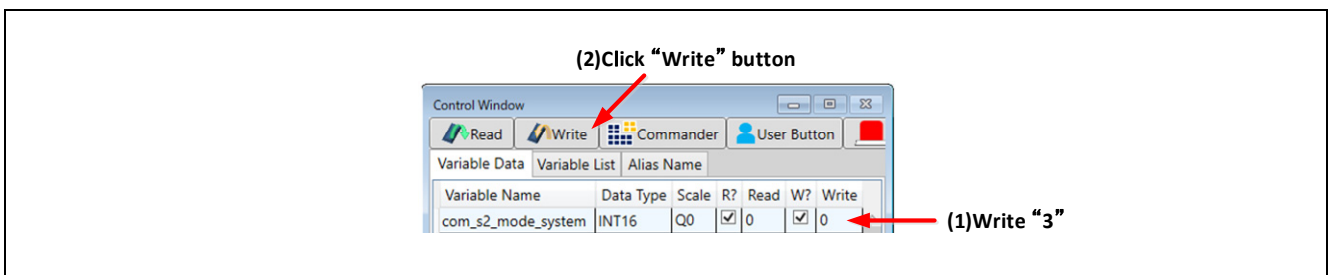 (2)Click “Write” button
Control Window
Read Write Commander User Button
Variable Data Variable List Alias Name
Variable Name Data Type Scale R? Read W? Write
com_s2_mode_system INT16 Q0 0 0
(1)Write “3”